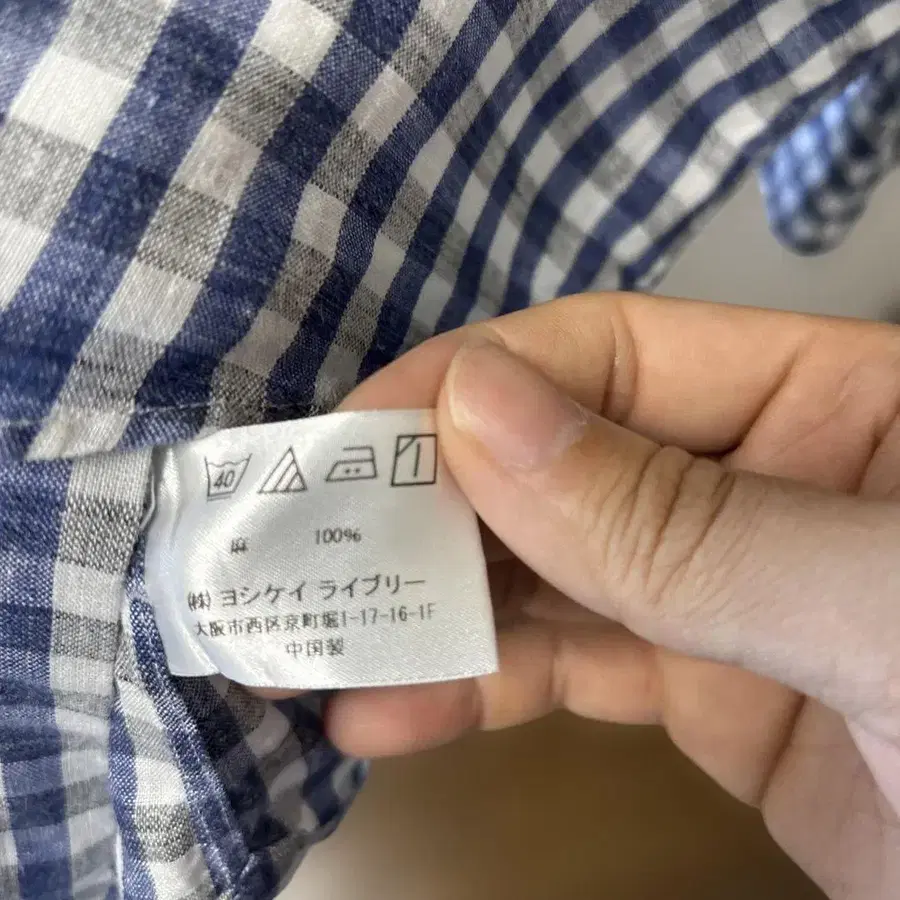 40
麻 100%
㈱ ヨシケイ ライブリー
大阪市西区京町堀1-17-16-1F
中国製